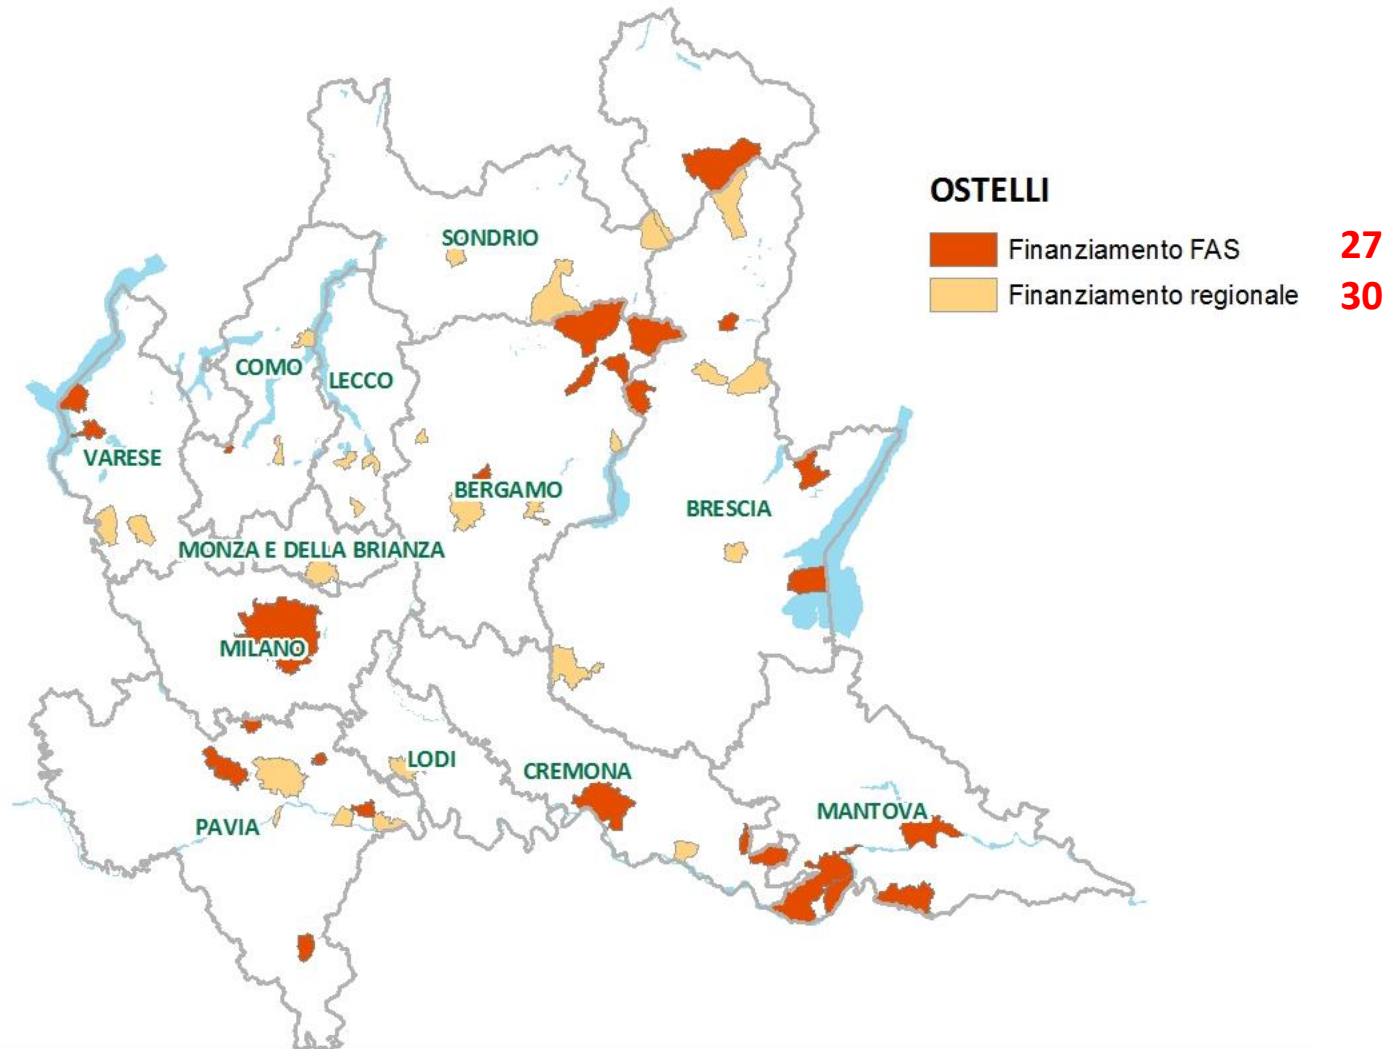 OSTELLI
Finanziamento FAS 27
Finanziamento regionale 30
SONDRIO
COMO
LECCO
VARESE
BERGAMO
BRESCIA
MONZA E DELLA BRIANZA
MILANO
LODI
CREMONA
MANTOVA
PAVIA